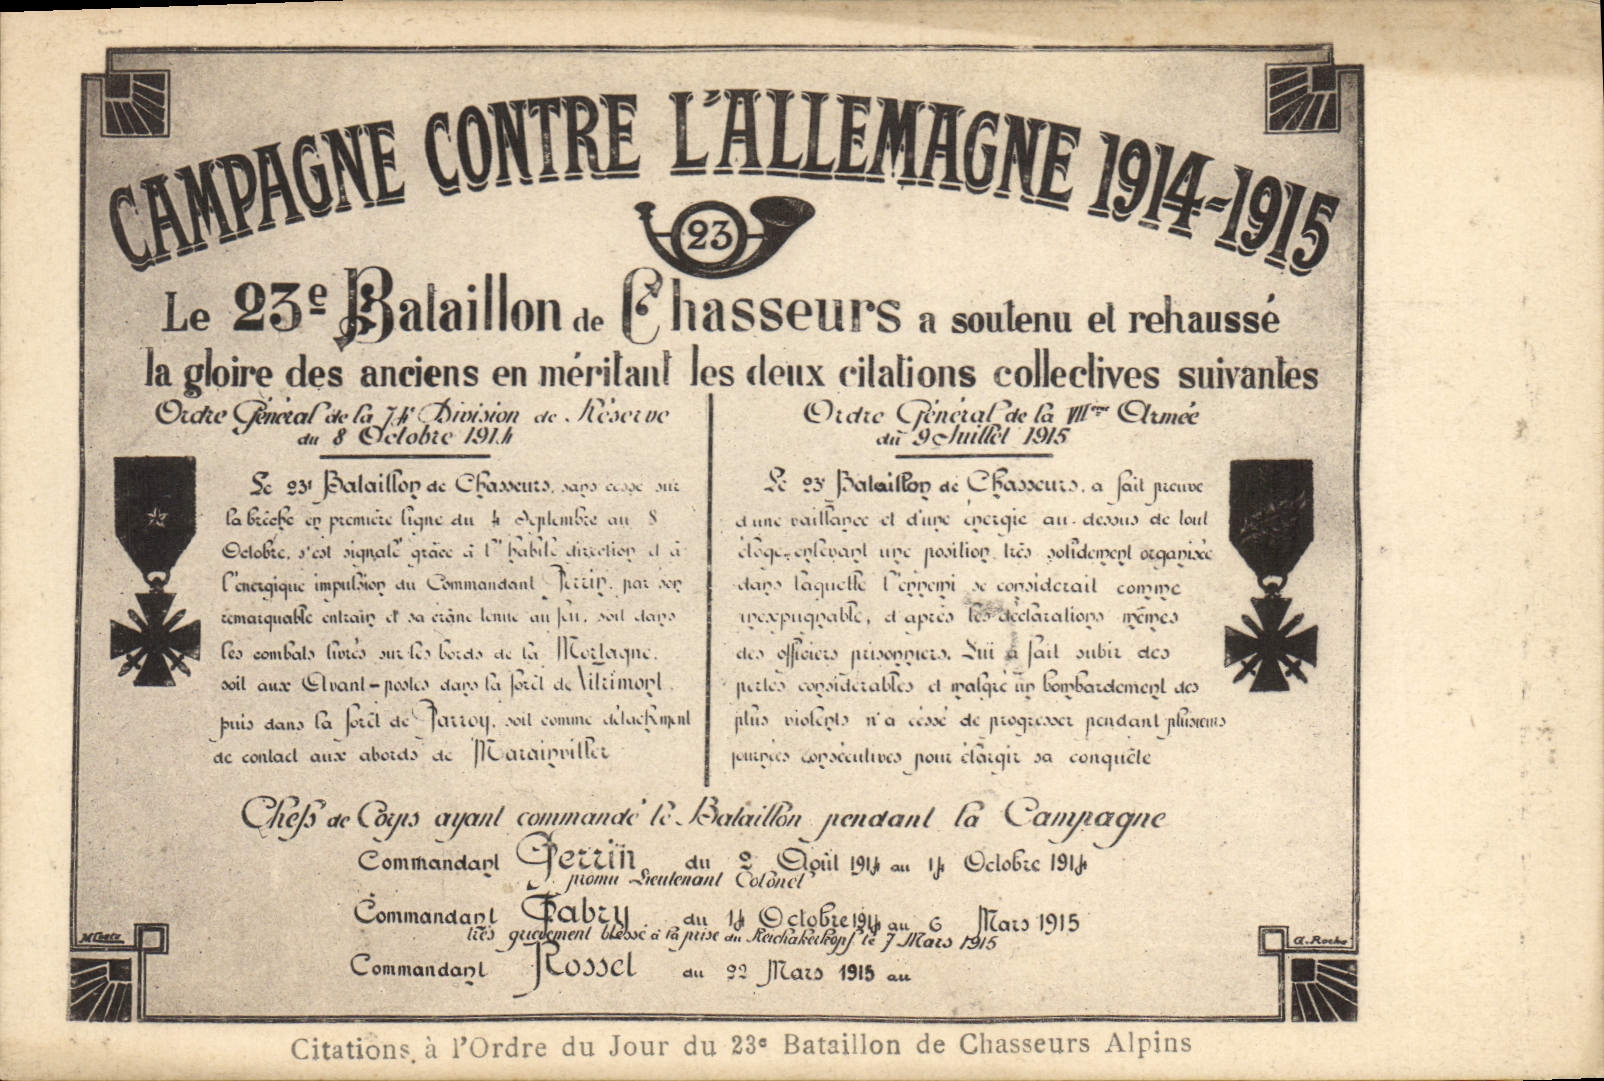 CAMPAGNE CONTRE L'ALLEMAGNE 1914-1915
23
Le 23e Bataillon de Chasseurs a soutenu et rehaussé
la gloire des anciens en méritant les deux citations collectives suivantes
Ordre Général de la 74e Division de Réserve
du 8 Octobre 1914
Le 23e Bataillon de Chasseurs, sans cesse sur
la brèche en première ligne du 4 Septembre au 8
Octobre, s'est signalé grâce à l'habile direction et à
l'énergique impulsion du Commandant Perrin, par son
remarquable entrain et sa crâne tenue au feu, soit dans
les combats livrés sur les bords de la Mortagne,
soit aux Avant-postes dans la forêt de Vitrimont,
puis dans la forêt de Parroy, soit comme détachement
de contact aux abords de Marainviller
Ordre Général de la VIIème Armée
du 9 Juillet 1915
Le 23e Bataillon de Chasseurs, a fait preuve
d'une vaillance et d'une énergie au-dessus de tout
éloge, enlevant une position très solidement organisée
dans laquelle l'ennemi se considérait comme
inexpugnable, d'après les déclarations mêmes
des officiers prisonniers. Lui a fait subir des
pertes considérables et malgré un bombardement des
plus violents n'a cessé de progresser pendant plusieurs
journées consécutives pour élargir sa conquête
Chefs de Corps ayant commandé le Bataillon pendant la Campagne
Commandant Perrin du 2 Août 1914 au 14 Octobre 1914
promu Lieutenant Colonel
Commandant Fabry du 14 Octobre 1914 au 6 Mars 1915
très grièvement blessé à la prise du Reichakerkopf le 7 Mars 1915
Commandant Rossel du 22 Mars 1915 au
A. Roche
Citations à l'Ordre du Jour du 23e Bataillon de Chasseurs Alpins